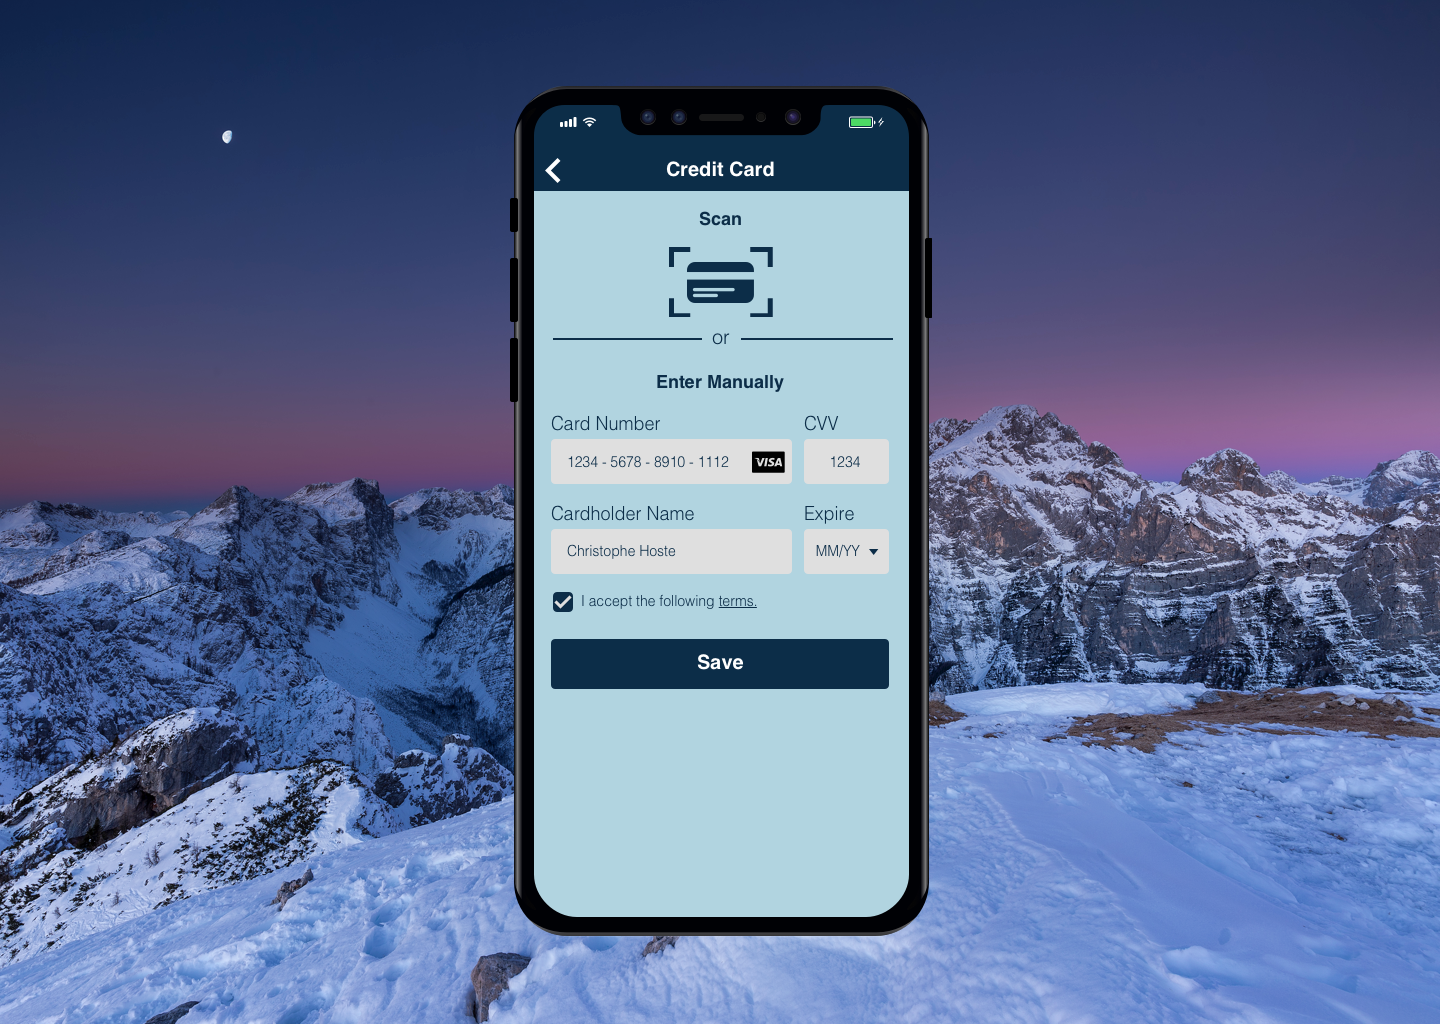 Credit Card
Scan
or
Enter Manually
Card Number CVV
1234 - 5678 - 8910 - 1112 VISA 1234
Cardholder Name Expire
Christophe Hoste MM/YY
I accept the following terms.
Save